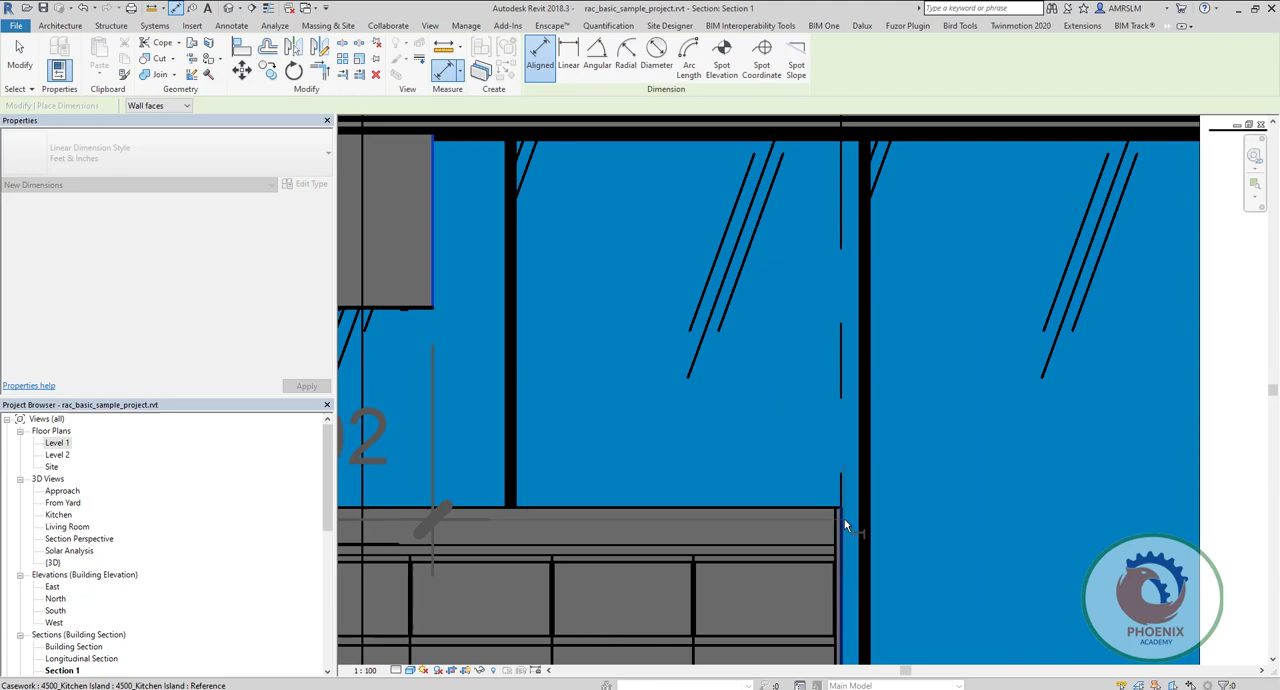 Autodesk Revit 2018.3 - rac_basic_sample_project.rvt - Section: Section 1
Type a keyword or phrase
AMRSLM
File Architecture Structure Systems Insert Annotate Analyze Massing & Site Collaborate View Manage Add-Ins Enscape™ Quantification Site Designer BIM Interoperability Tools BIM One Dalux Fuzor Plugin Bird Tools Twinmotion 2020 Extensions BIM Track®
Modify Paste Cope Cut Join Aligned Linear Angular Radial Diameter Arc Length Spot Elevation Spot Coordinate Spot Slope
Select Properties Clipboard Geometry Modify View Measure Create Dimension
Modify | Place Dimensions Wall faces
Properties
Linear Dimension Style
Feet & Inches
New Dimensions Edit Type
Properties help Apply
Project Browser - rac_basic_sample_project.rvt
Views (all)
Floor Plans
Level 1
Level 2
Site
3D Views
Approach
From Yard
Kitchen
Living Room
Section Perspective
Solar Analysis
{3D}
Elevations (Building Elevation)
East
North
South
West
Sections (Building Section)
Building Section
Longitudinal Section
Section 1
02
PHOENIX
ACADEMY
1 : 100
Casework : 4500_Kitchen Island : 4500_Kitchen Island : Reference
:0
Main Model
:0